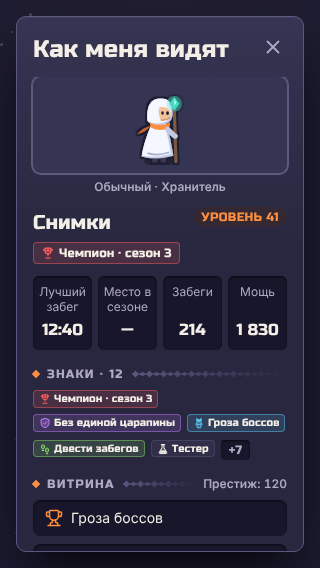 Как меня видят
Обычный · Хранитель
Снимки
УРОВЕНЬ 41
Чемпион · сезон 3
Лучший забег
12:40
Место в сезоне
—
Забеги
214
Мощь
1 830
ЗНАКИ · 12
Чемпион · сезон 3
Без единой царапины
Гроза боссов
Двести забегов
Тестер
+7
ВИТРИНА
Престиж: 120
Гроза боссов